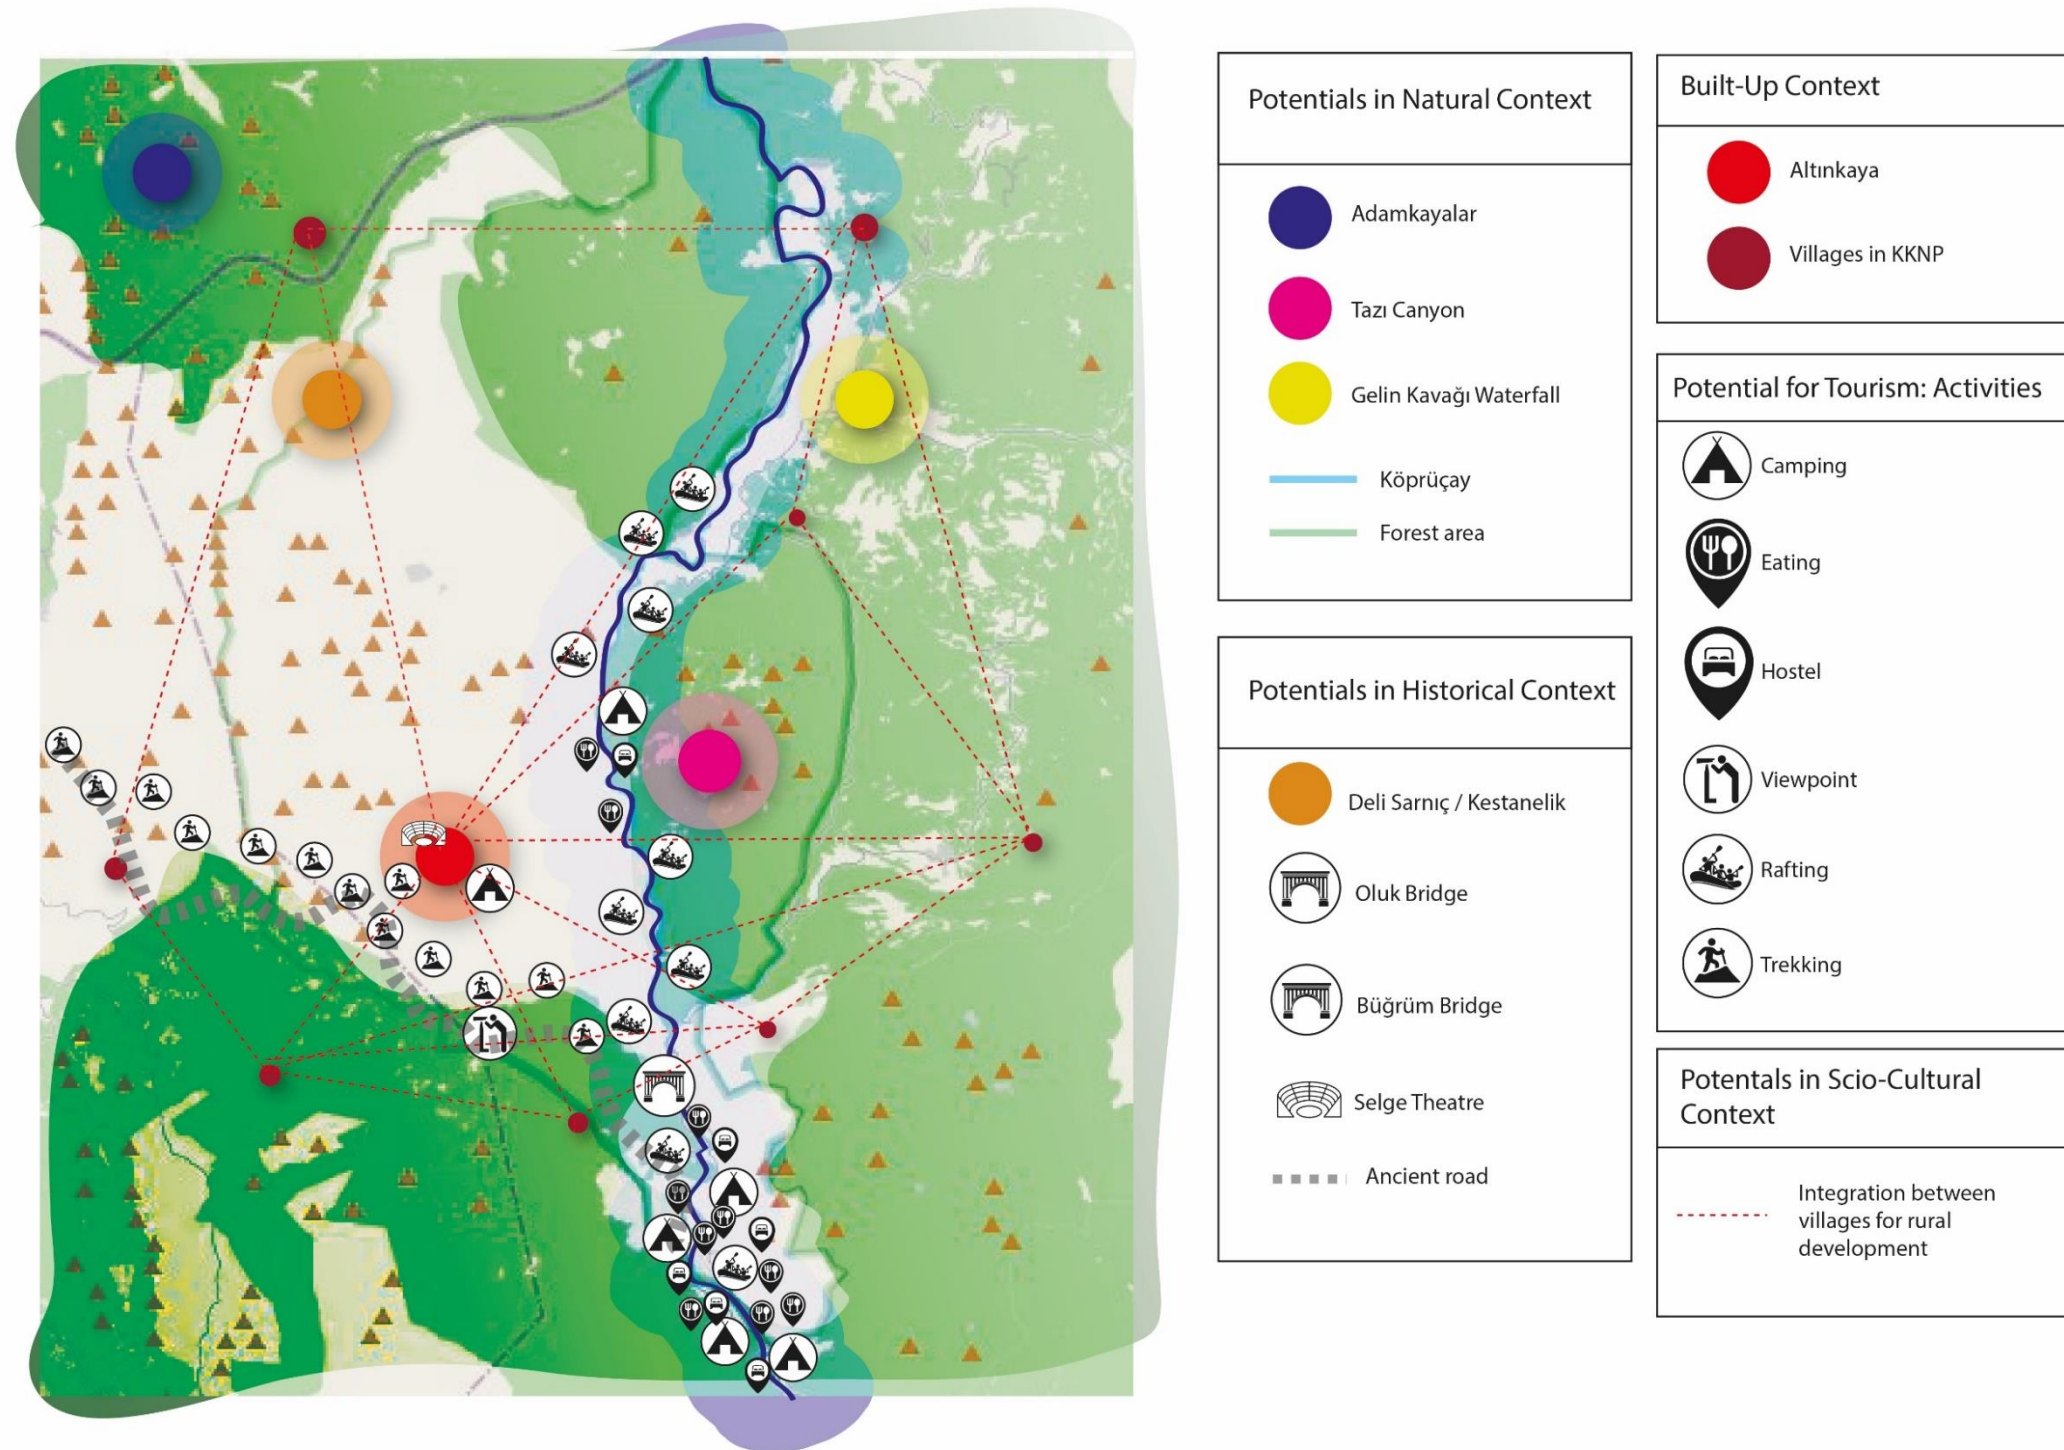 Potentials in Natural Context
Adamkayalar
Tazı Canyon
Gelin Kavağı Waterfall
Köprüçay
Forest area
Potentials in Historical Context
Deli Sarnıç / Kestanelik
Oluk Bridge
Büğrüm Bridge
Selge Theatre
Ancient road
Built-Up Context
Altınkaya
Villages in KKNP
Potential for Tourism: Activities
Camping
Eating
Hostel
Viewpoint
Rafting
Trekking
Potentals in Scio-Cultural
Context
Integration between
villages for rural
development